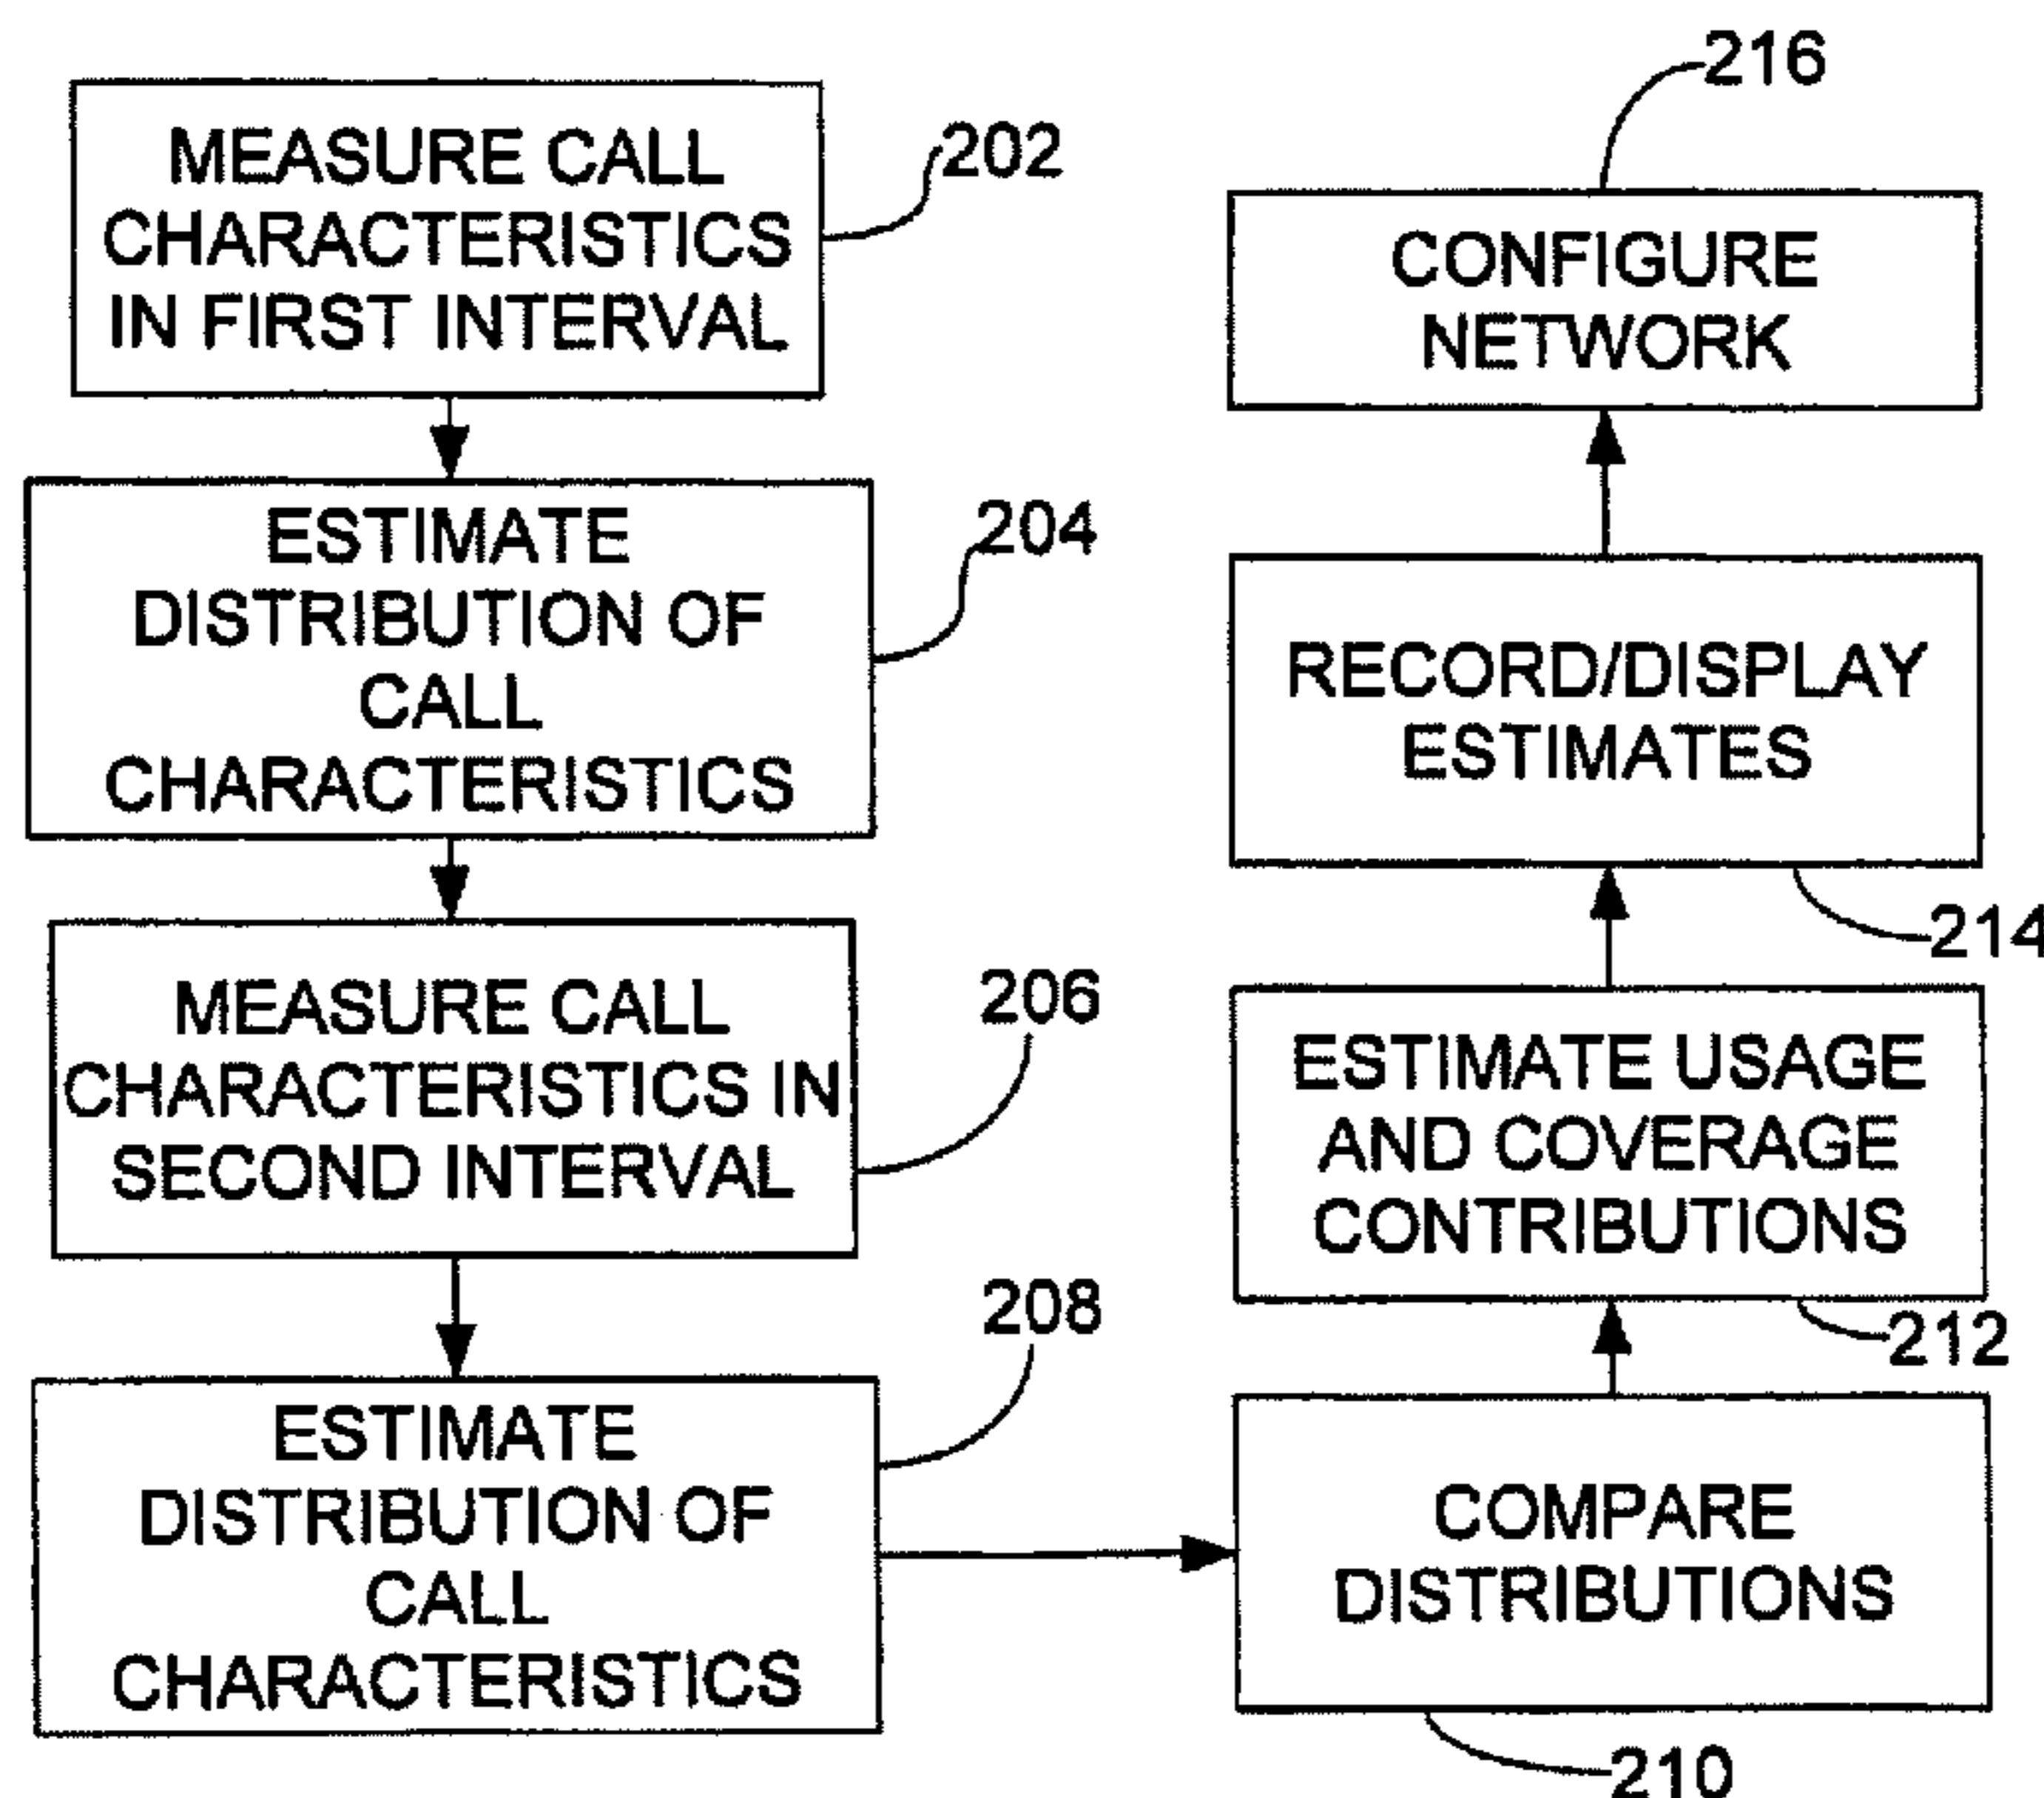 MEASURE CALL
CHARACTERISTICS
IN FIRST INTERVAL
202
ESTIMATE
DISTRIBUTION OF
CALL
CHARACTERISTICS
204
MEASURE CALL
CHARACTERISTICS IN
SECOND INTERVAL
206
ESTIMATE
DISTRIBUTION OF
CALL
CHARACTERISTICS
208
COMPARE
DISTRIBUTIONS
210
ESTIMATE USAGE
AND COVERAGE
CONTRIBUTIONS
212
RECORD/DISPLAY
ESTIMATES
214
CONFIGURE
NETWORK
216